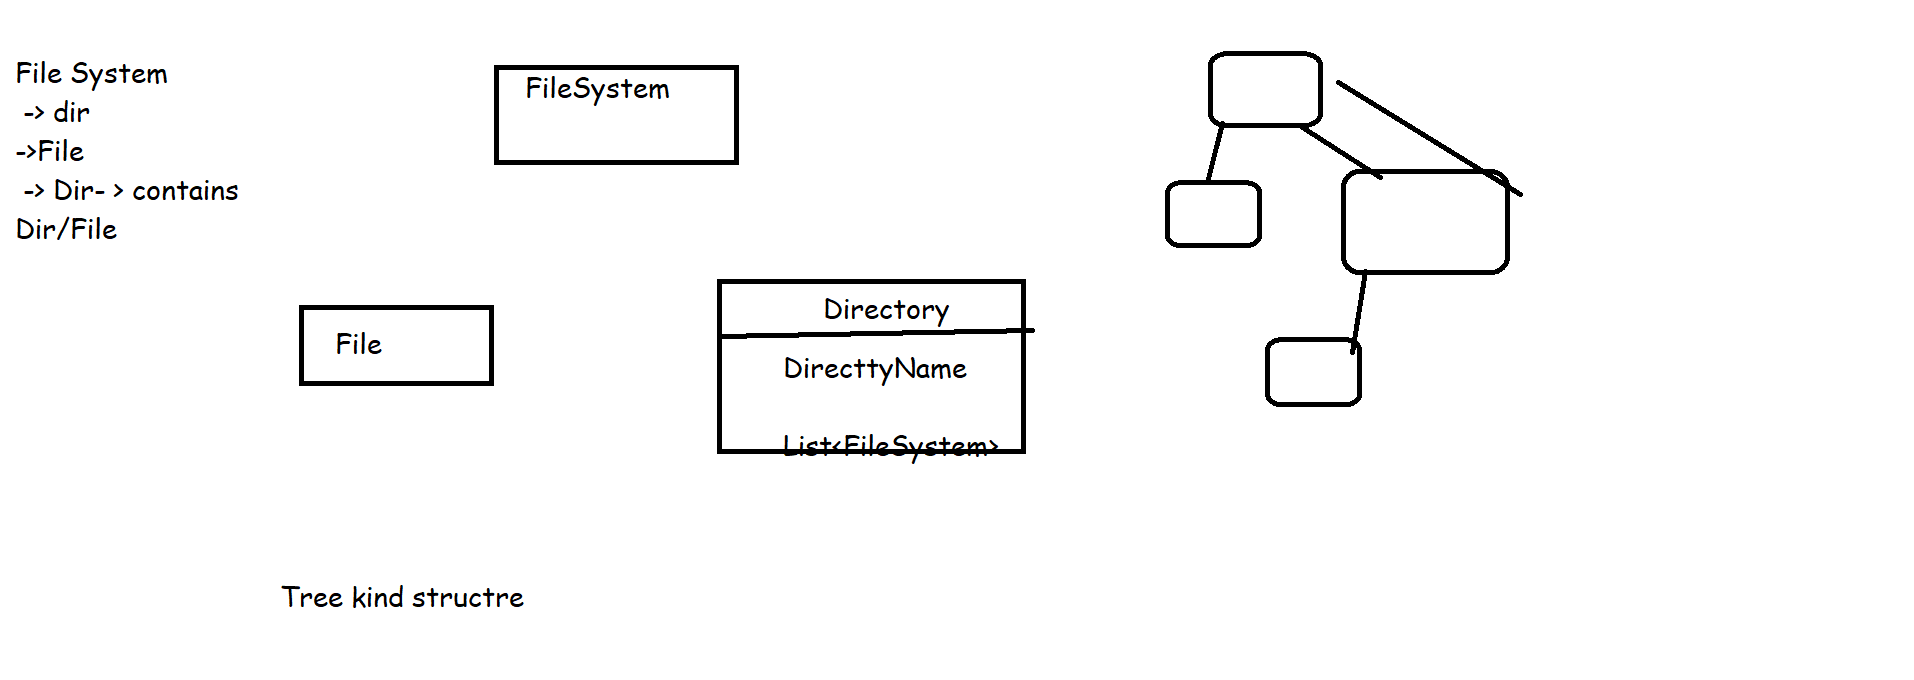 File System
-> dir
->File
-> Dir- > contains
Dir/File
FileSystem
File
Directory
DirecttyName
List<FileSystem>
Tree kind structre